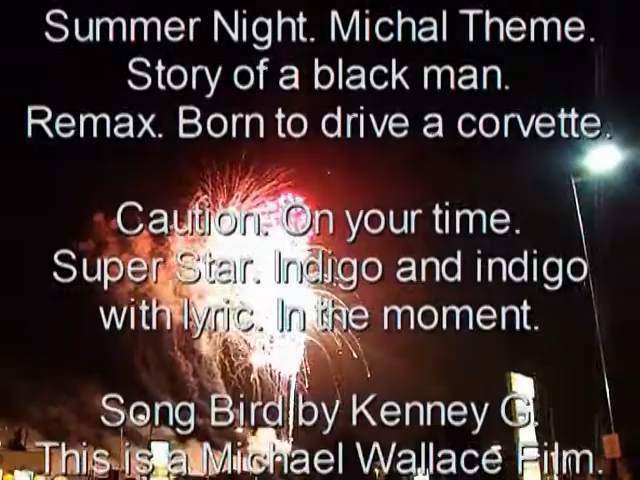 Summer Night. Michal Theme.
Story of a black man.
Remax. Born to drive a corvette.
Caution. On your time.
Super Star. Indigo and indigo
with lyric. In the moment.
Song Bird by Kenney G.
This is a Michael Wallace Film.